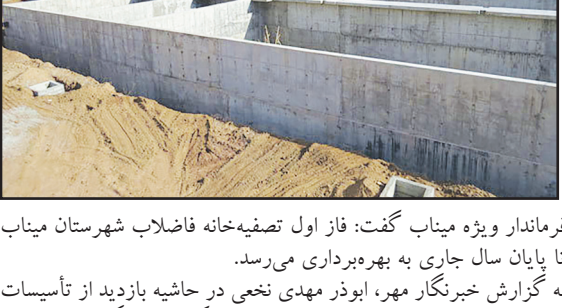 فرماندار ویژه میناب گفت: فاز اول تصفیه‌خانه فاضلاب شهرستان میناب
تا پایان سال جاری به بهره‌برداری می‌رسد.
به گزارش خبرنگار مهر، ابوذر مهدی نخعی در حاشیه بازدید از تأسیسات